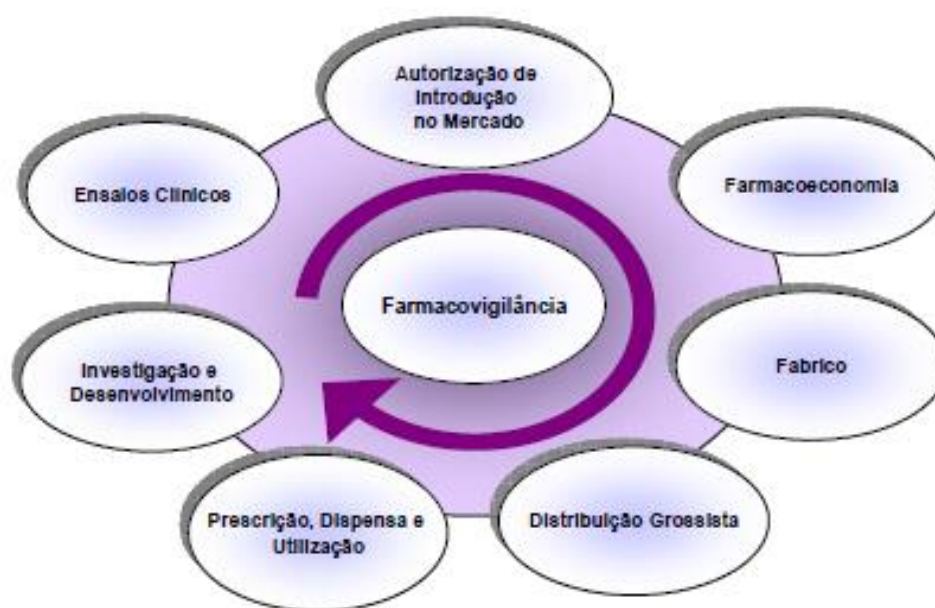 Autorização de
Introdução
no Mercado
Ensaios Clínicos
Farmacoeconomia
Farmacovigilância
Investigação e
Desenvolvimento
Fabrico
Prescrição, Dispensa e
Utilização
Distribuição Grossista